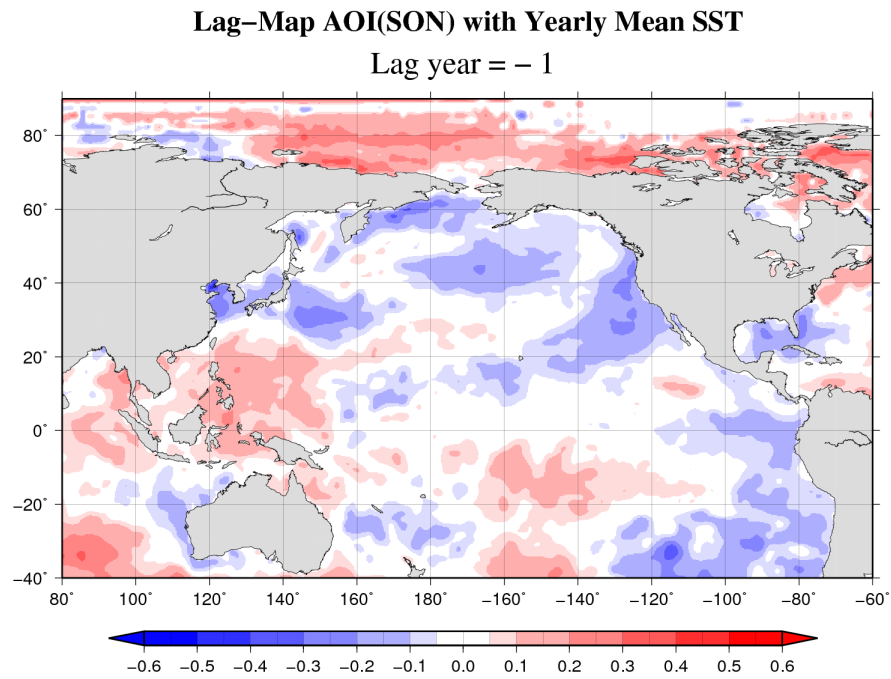 Lag−Map AOI(SON) with Yearly Mean SST
Lag year = − 1
80˚
60˚
40˚
20˚
0˚
−20˚
−40˚
80˚ 100˚ 120˚ 140˚ 160˚ 180˚ −160˚ −140˚ −120˚ −100˚ −80˚ −60˚
−0.6 −0.5 −0.4 −0.3 −0.2 −0.1 0.0 0.1 0.2 0.3 0.4 0.5 0.6